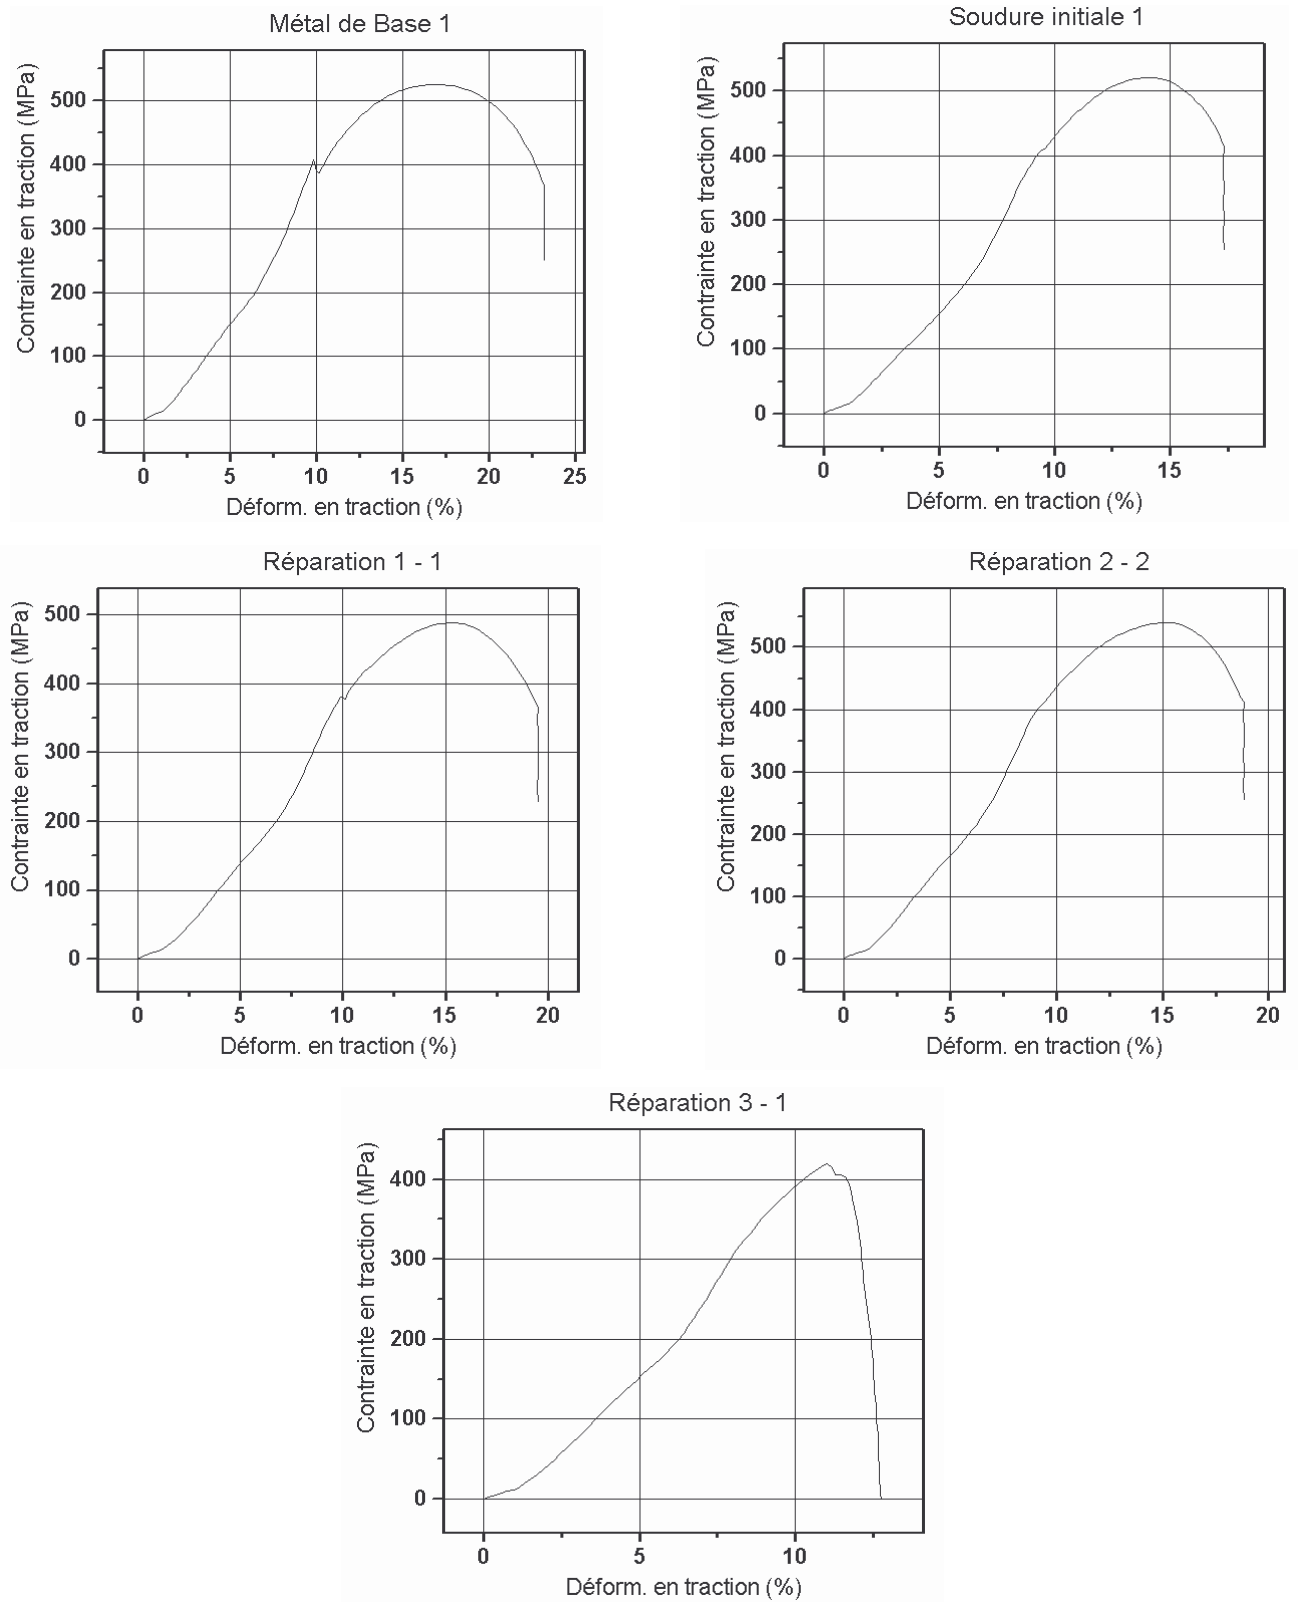 Métal de Base 1
Contrainte en traction (MPa)
500
400
300
200
100
0
0 5 10 15 20 25
Déform. en traction (%)
Soudure initiale 1
Contrainte en traction (MPa)
500
400
300
200
100
0
0 5 10 15
Déform. en traction (%)
Réparation 1 - 1
Contrainte en traction (MPa)
500
400
300
200
100
0
0 5 10 15 20
Déform. en traction (%)
Réparation 2 - 2
Contrainte en traction (MPa)
500
400
300
200
100
0
0 5 10 15 20
Déform. en traction (%)
Réparation 3 - 1
Contrainte en traction (MPa)
400
300
200
100
0
0 5 10
Déform. en traction (%)